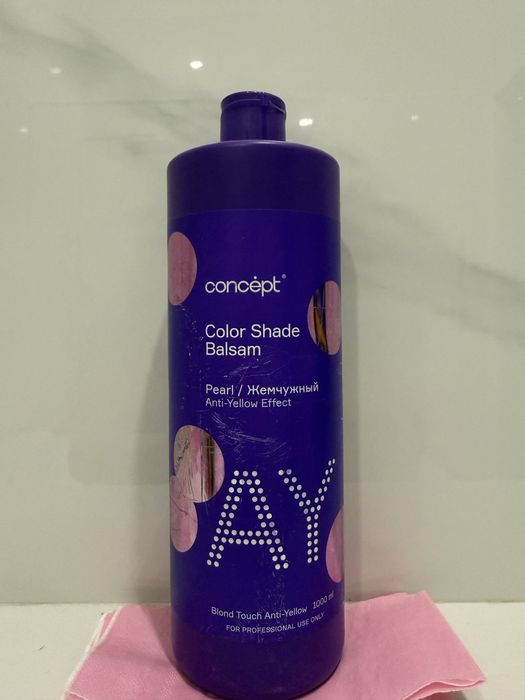 concept®
Color Shade
Balsam
Pearl / Жемчужный
Anti-Yellow Effect
AY
Blond Touch Anti-Yellow 1000 ml
FOR PROFESSIONAL USE ONLY